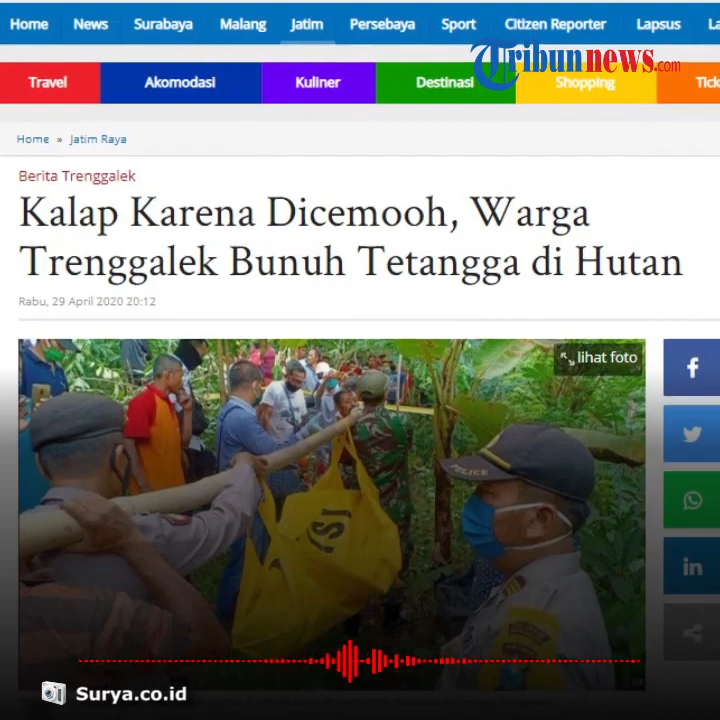 Home News Surabaya Malang Jatim Persebaya Sport Citizen Reporter Lapsus
Tribunnews.com
Travel Akomodasi Kuliner Destinasi Shopping
Home » Jatim Raya
Berita Trenggalek
Kalap Karena Dicemooh, Warga
Trenggalek Bunuh Tetangga di Hutan
Rabu, 29 April 2020 20:12
lihat foto
POLICE
Surya.co.id